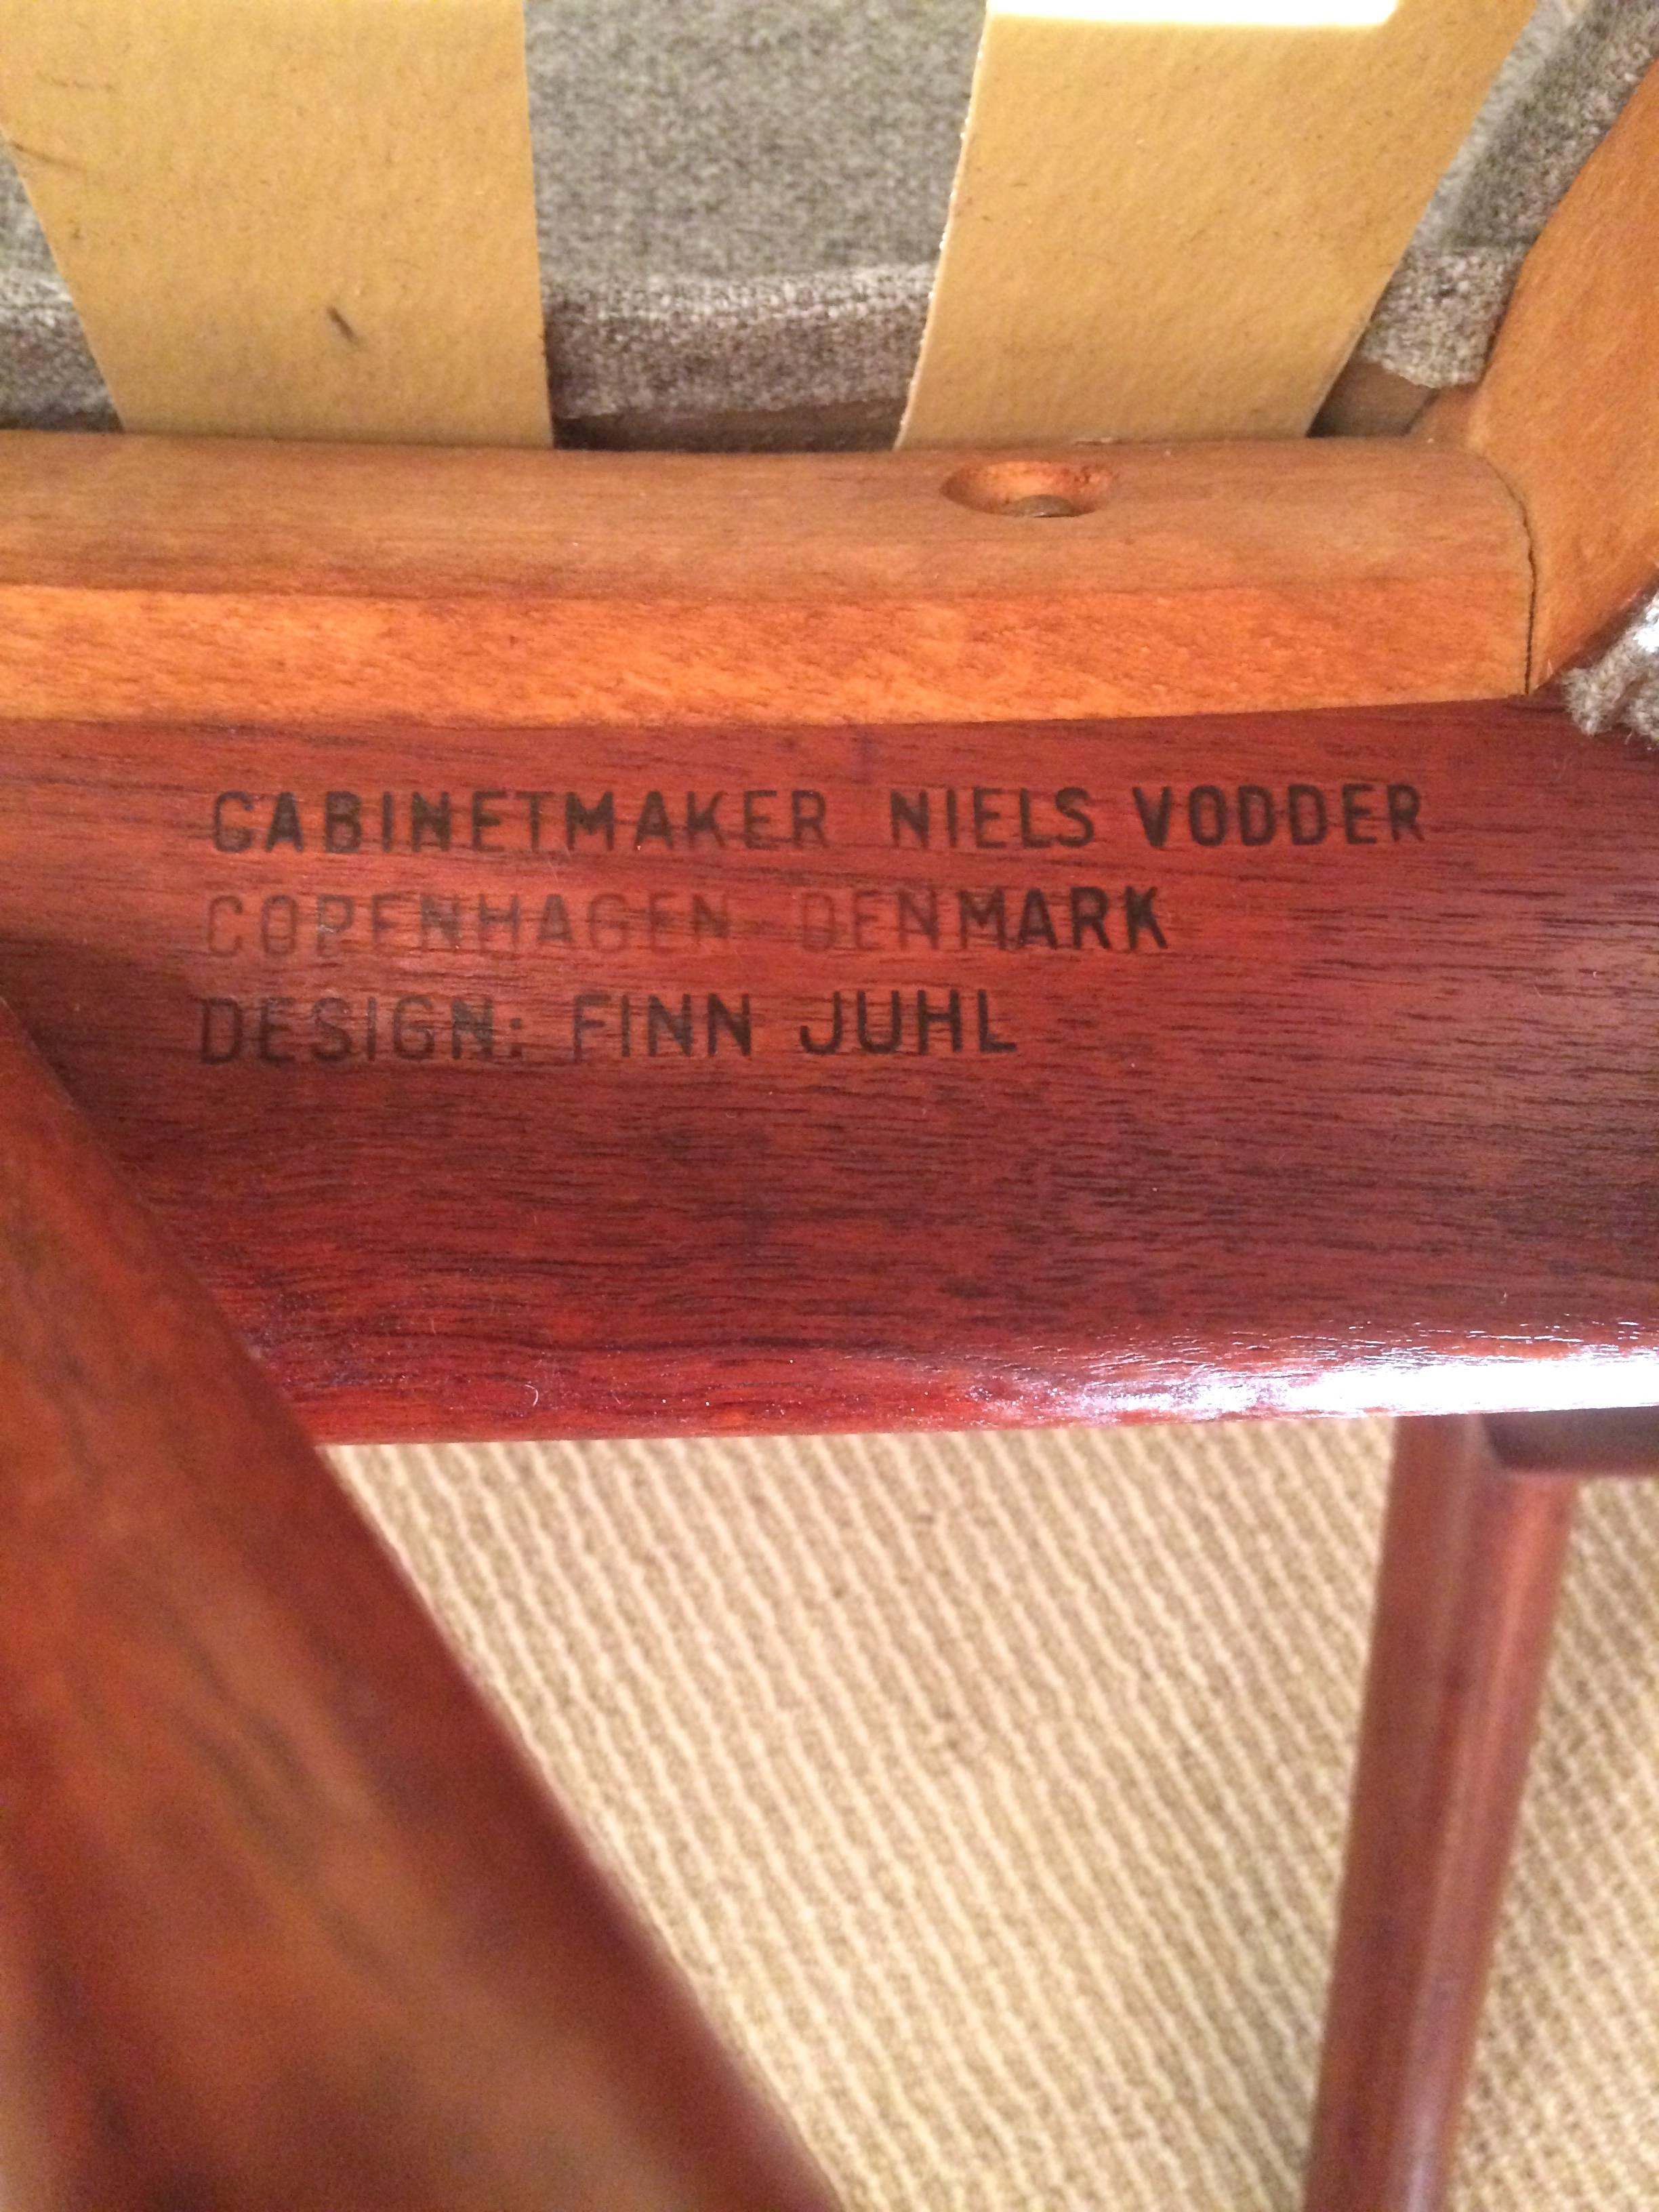 CABINETMAKER NIELS VODDER
COPENHAGEN DENMARK
DESIGN: FINN JUHL